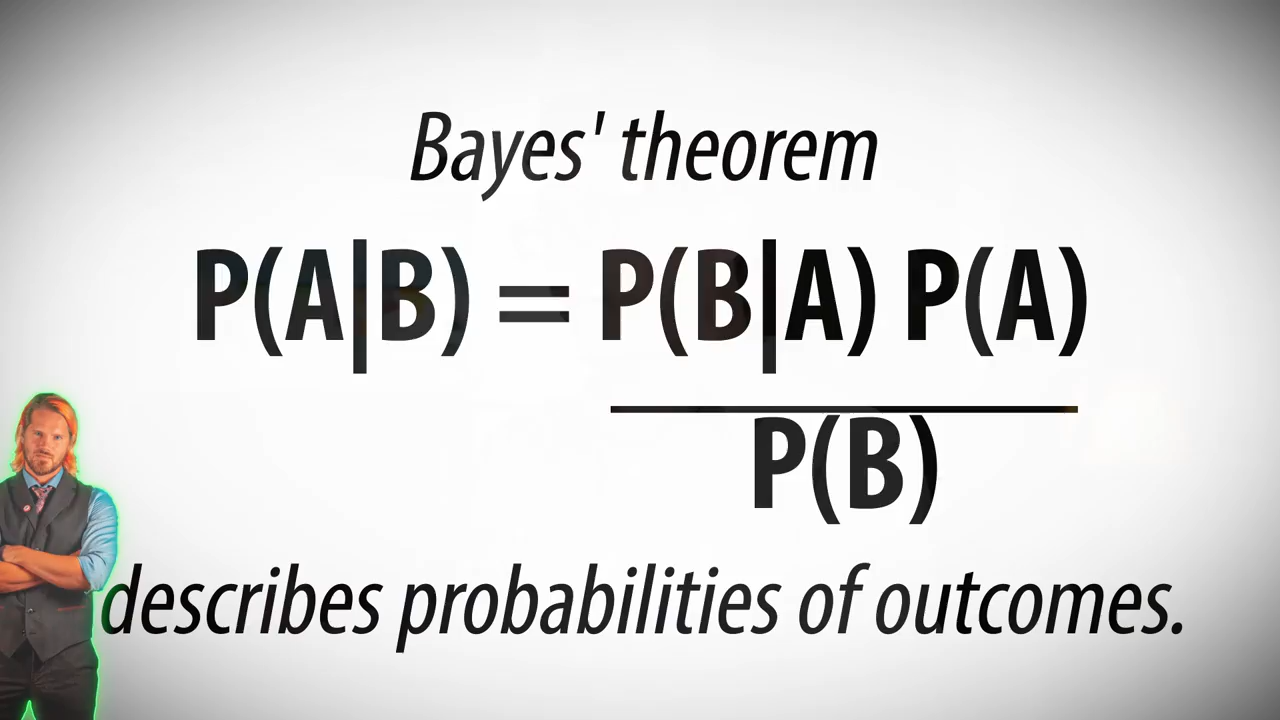 Bayes' theorem
P(A|B) = P(B|A) P(A)
P(B)
describes probabilities of outcomes.